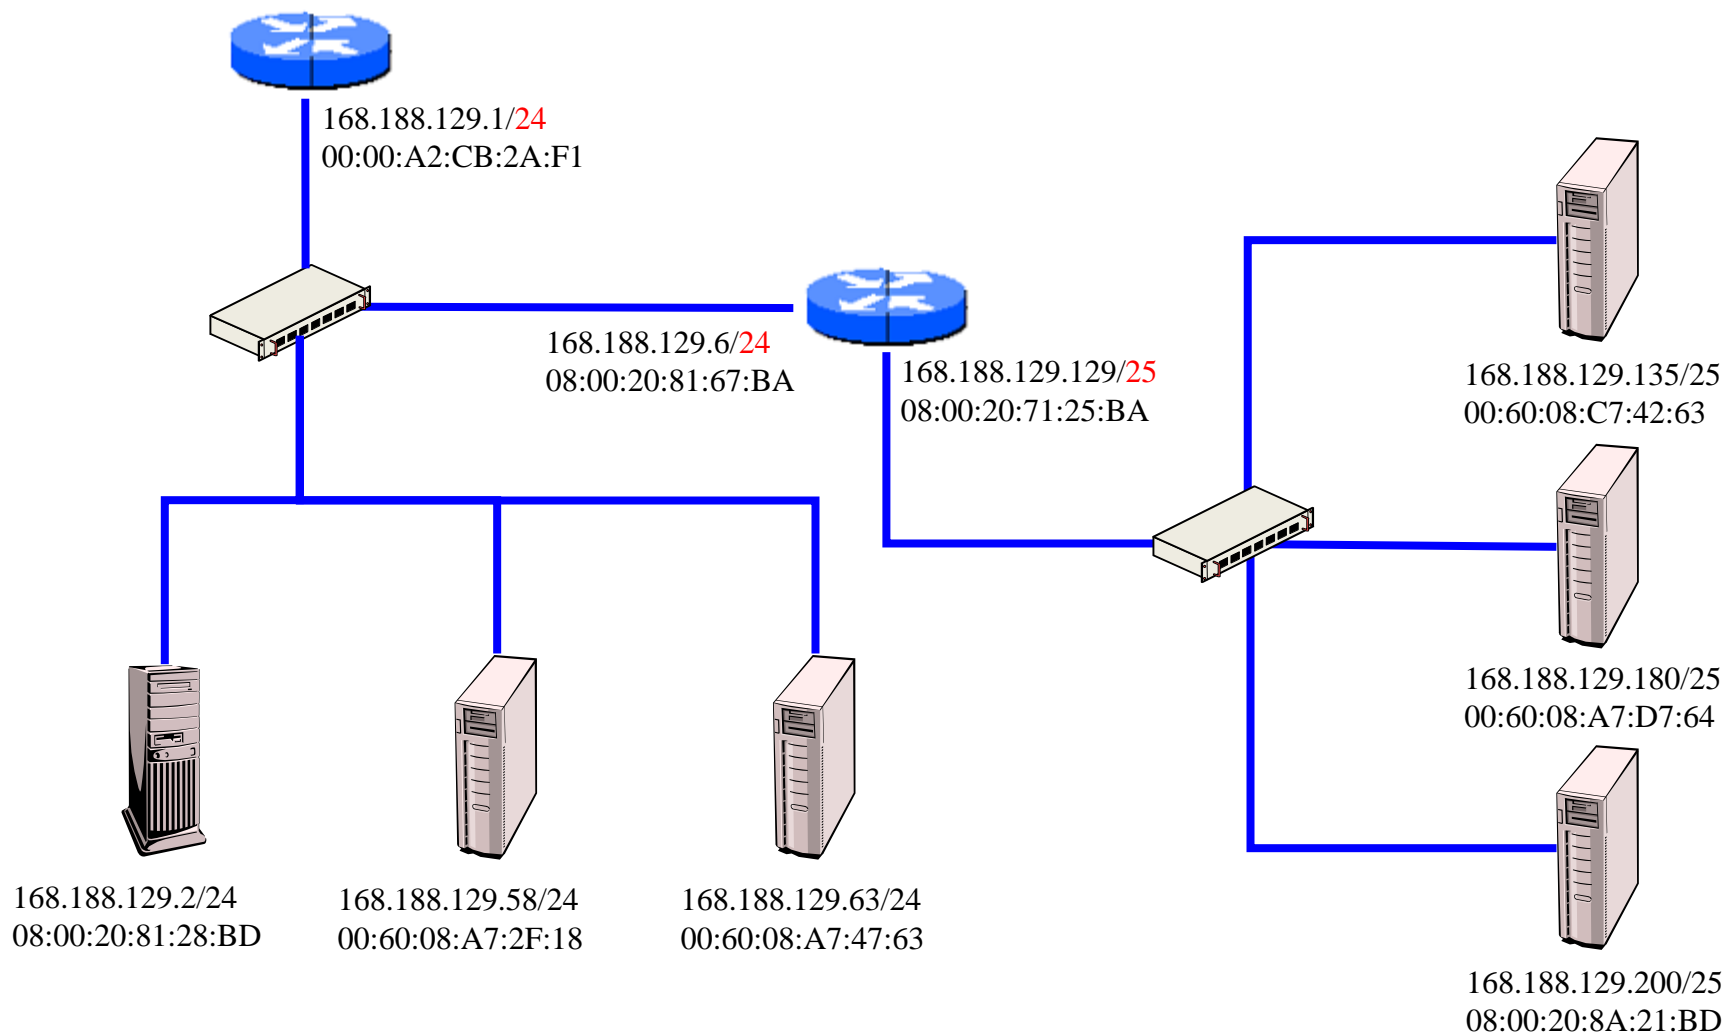 168.188.129.1/24
00:00:A2:CB:2A:F1
168.188.129.6/24
08:00:20:81:67:BA
168.188.129.129/25
08:00:20:71:25:BA
168.188.129.135/25
00:60:08:C7:42:63
168.188.129.180/25
00:60:08:A7:D7:64
168.188.129.2/24
08:00:20:81:28:BD
168.188.129.58/24
00:60:08:A7:2F:18
168.188.129.63/24
00:60:08:A7:47:63
168.188.129.200/25
08:00:20:8A:21:BD